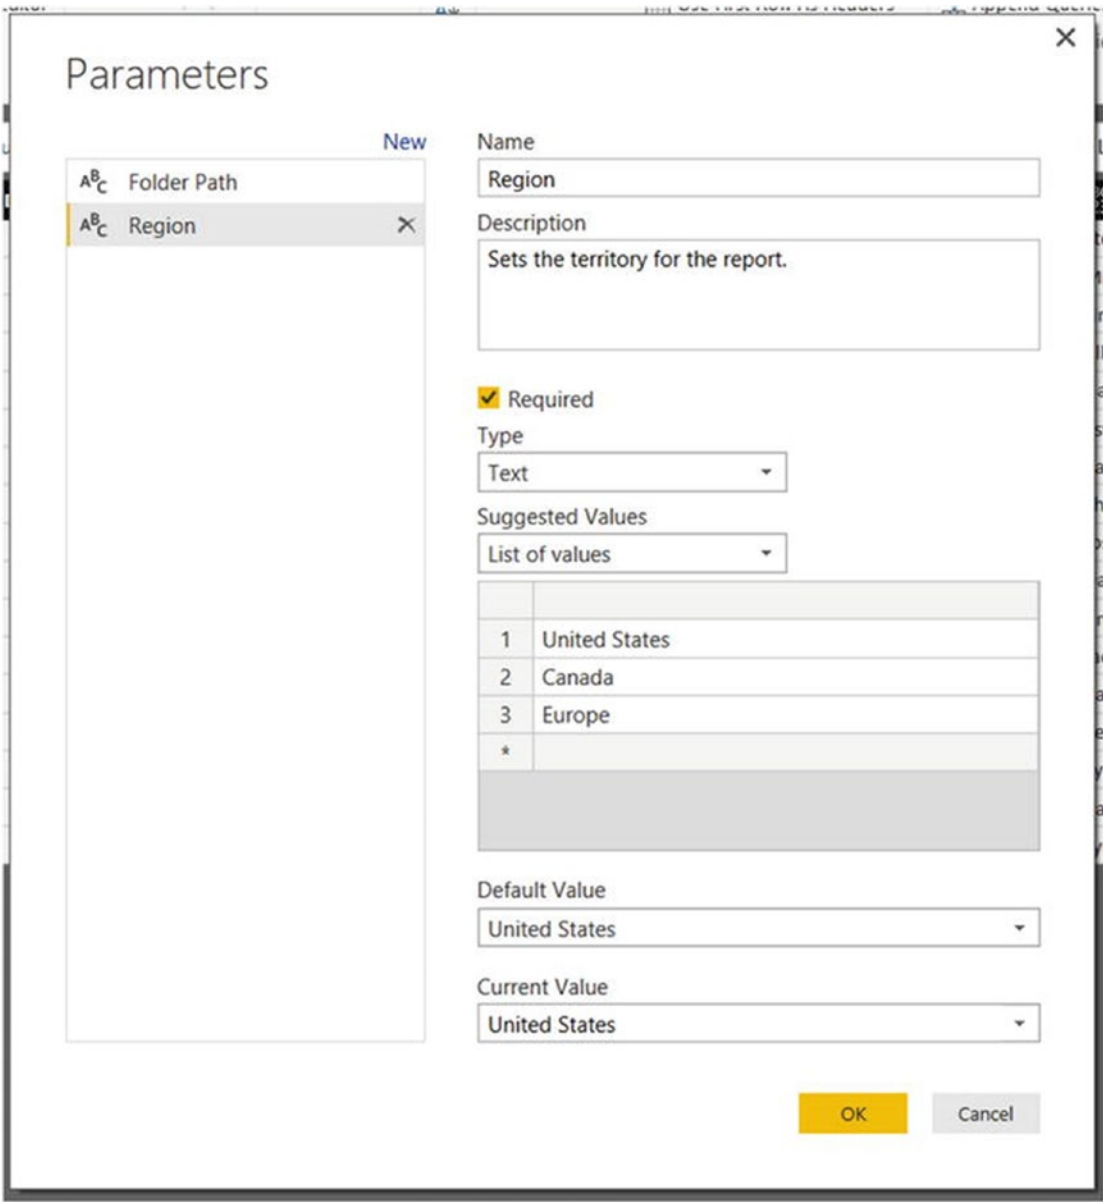 Parameters
New
Folder Path
Region
Name
Region
Description
Sets the territory for the report.
Required
Type
Text
Suggested Values
List of values
1 United States
2 Canada
3 Europe
*
Default Value
United States
Current Value
United States
OK
Cancel